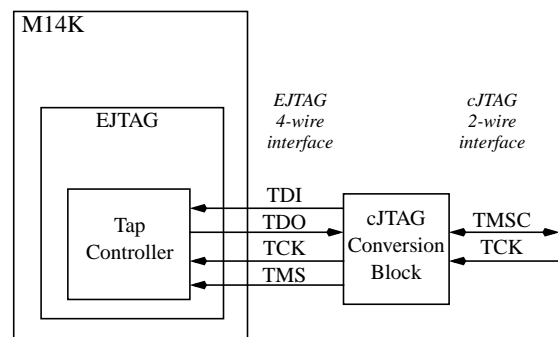 M14K
EJTAG
4-wire
interface
cJTAG
2-wire
interface
EJTAG
Tap
Controller
TDI
TDO
TCK
TMS
cJTAG
Conversion
Block
TMSC
TCK